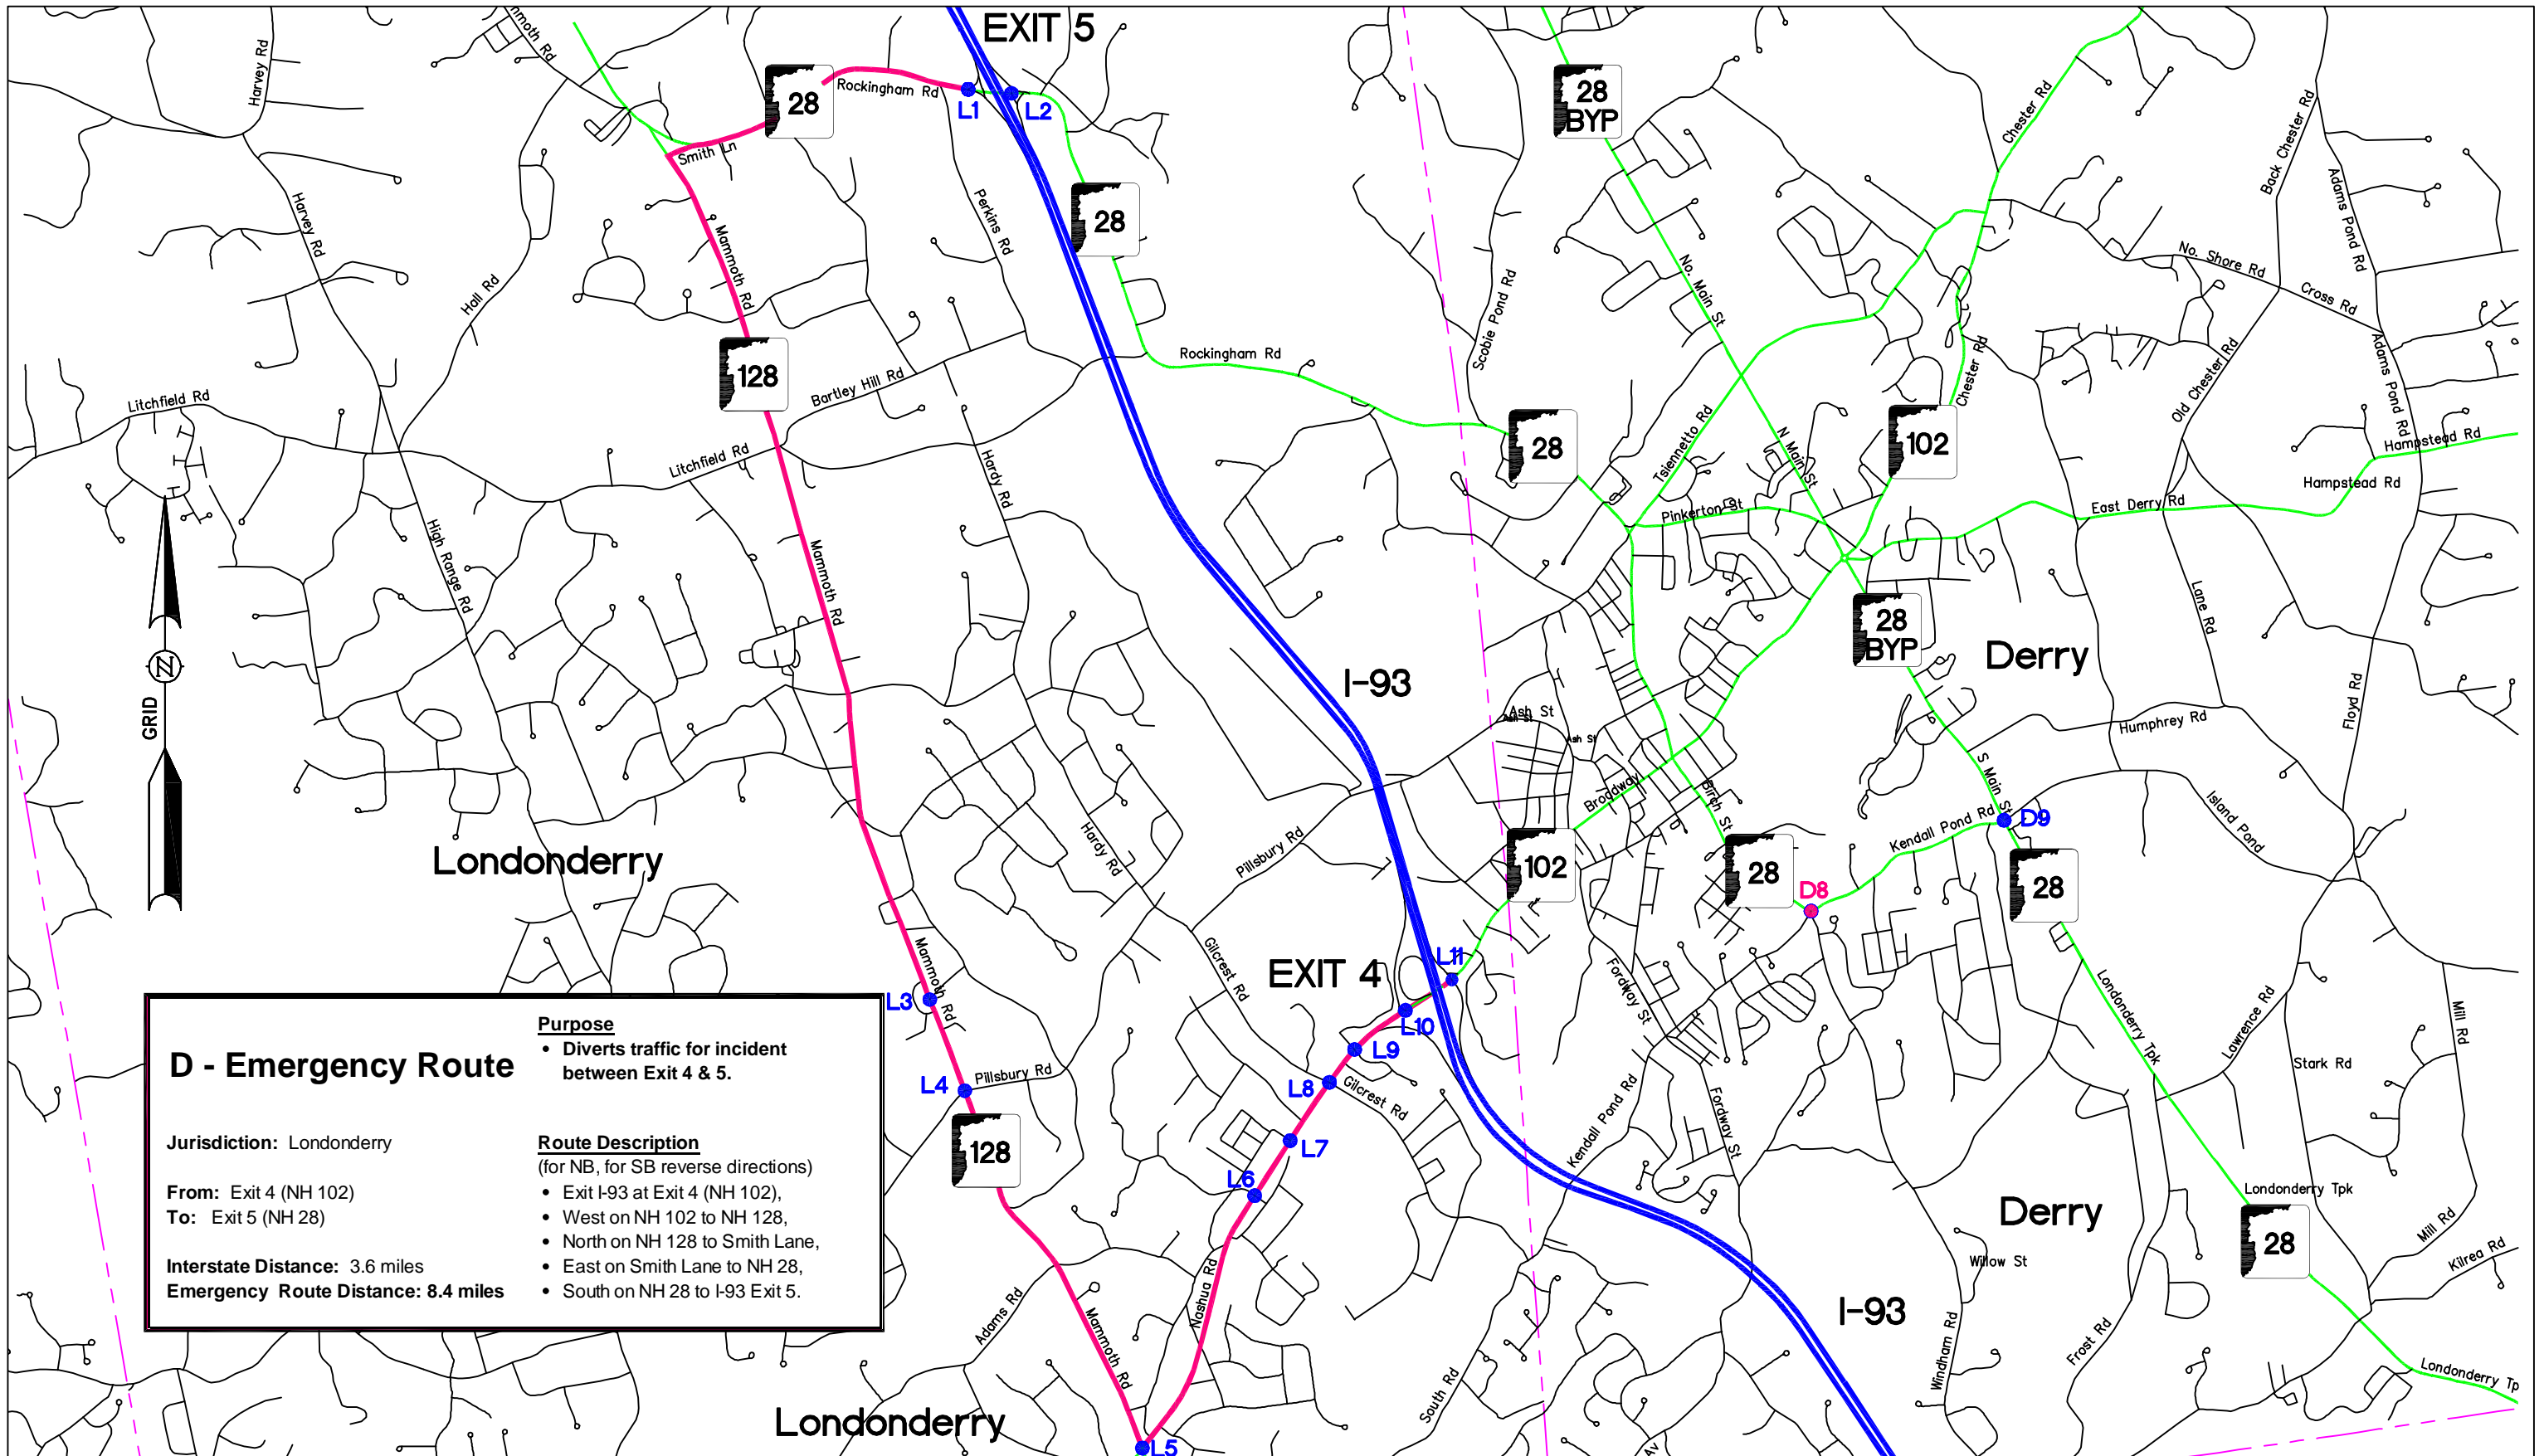 EXIT 5
nmoth Rd
Harvey Rd
28
Rockingham Rd
L1
L2
28
BYP
Chester Rd
Back Chester Rd
Smith Ln
Harvey Rd
Mammoth Rd
Perkins Rd
28
Adams Pond Rd
No. Shore Rd
Cross Rd
Hall Rd
No. Main St
Scobie Pond Rd
128
Bartley Hill Rd
Rockingham Rd
Chester Rd
Old Chester Rd
Adams Pond Rd
Litchfield Rd
Litchfield Rd
Hardy Rd
28
Tsiennetto Rd
N Main St
102
Hampstead Rd
Hampstead Rd
High Range Rd
Mammoth Rd
Pinkerton St
East Derry Rd
GRID
N
28
BYP
Lane Rd
Derry
I-93
Ash St
Ash St
Ash St
Humphrey Rd
Floyd Rd
S Main St
Broadway
Birch St
Island Pond
Londonderry
Hardy Rd
Pillsbury Rd
102
28
Kendall Pond Rd
D9
D8
28
Mammoth Rd
Gilcrest Rd
EXIT 4
L11
L10
L9
L8
Gilcrest Rd
L7
L6
L3
L4
Pillsbury Rd
128
Fordway St
Fordway St
Kendall Pond Rd
Londonderry Tpk
Lawrence Rd
Stark Rd
Mill Rd
D - Emergency Route
Purpose
• Diverts traffic for incident
between Exit 4 & 5.
Jurisdiction: Londonderry
From: Exit 4 (NH 102)
To: Exit 5 (NH 28)
Interstate Distance: 3.6 miles
Emergency Route Distance: 8.4 miles
Route Description
(for NB, for SB reverse directions)
• Exit I-93 at Exit 4 (NH 102),
• West on NH 102 to NH 128,
• North on NH 128 to Smith Lane,
• East on Smith Lane to NH 28,
• South on NH 28 to I-93 Exit 5.
Londonderry Tpk
Derry
28
Mill Rd
Kilrea Rd
Willow St
Adams Rd
Mammoth Rd
Nashua Rd
I-93
Windham Rd
Frost Rd
South Rd
Londonderry Tp
Londonderry
L5
Av